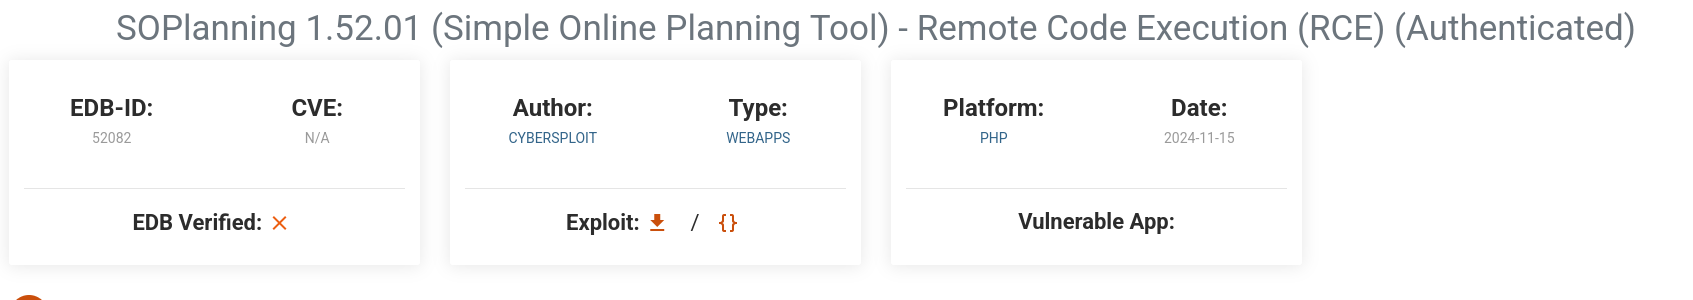 SOPlanning 1.52.01 (Simple Online Planning Tool) - Remote Code Execution (RCE) (Authenticated)
EDB-ID: CVE:
52082 N/A
EDB Verified:
Author: Type:
CYBERSPLOIT WEBAPPS
Exploit: / {}
Platform: Date:
PHP 2024-11-15
Vulnerable App: